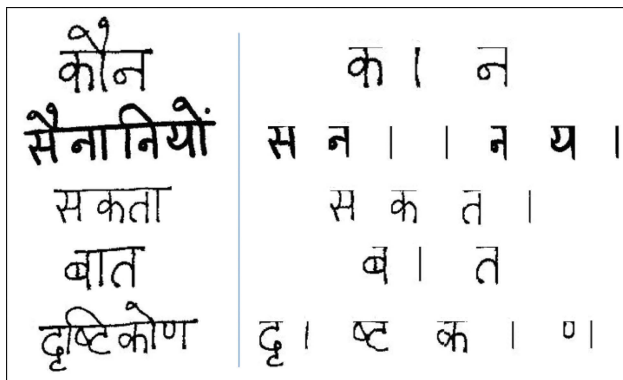 कौन क । न
सैनानियों स न । । न य ।
सकता स क त ।
बात ब । त
दृष्टिकोण दृ । ष्ट क । ण